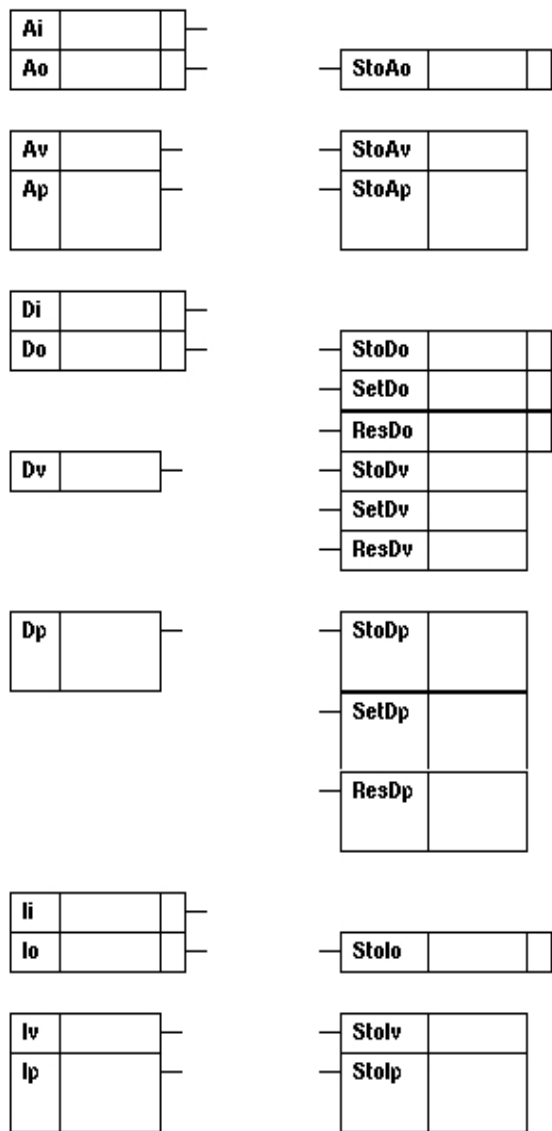 Ai
Ao
StoAo
Av
StoAv
Ap
StoAp
Di
Do
StoDo
SetDo
ResDo
Dv
StoDv
SetDv
ResDv
Dp
StoDp
SetDp
ResDp
Ii
Io
StoIo
Iv
StoIv
Ip
StoIp